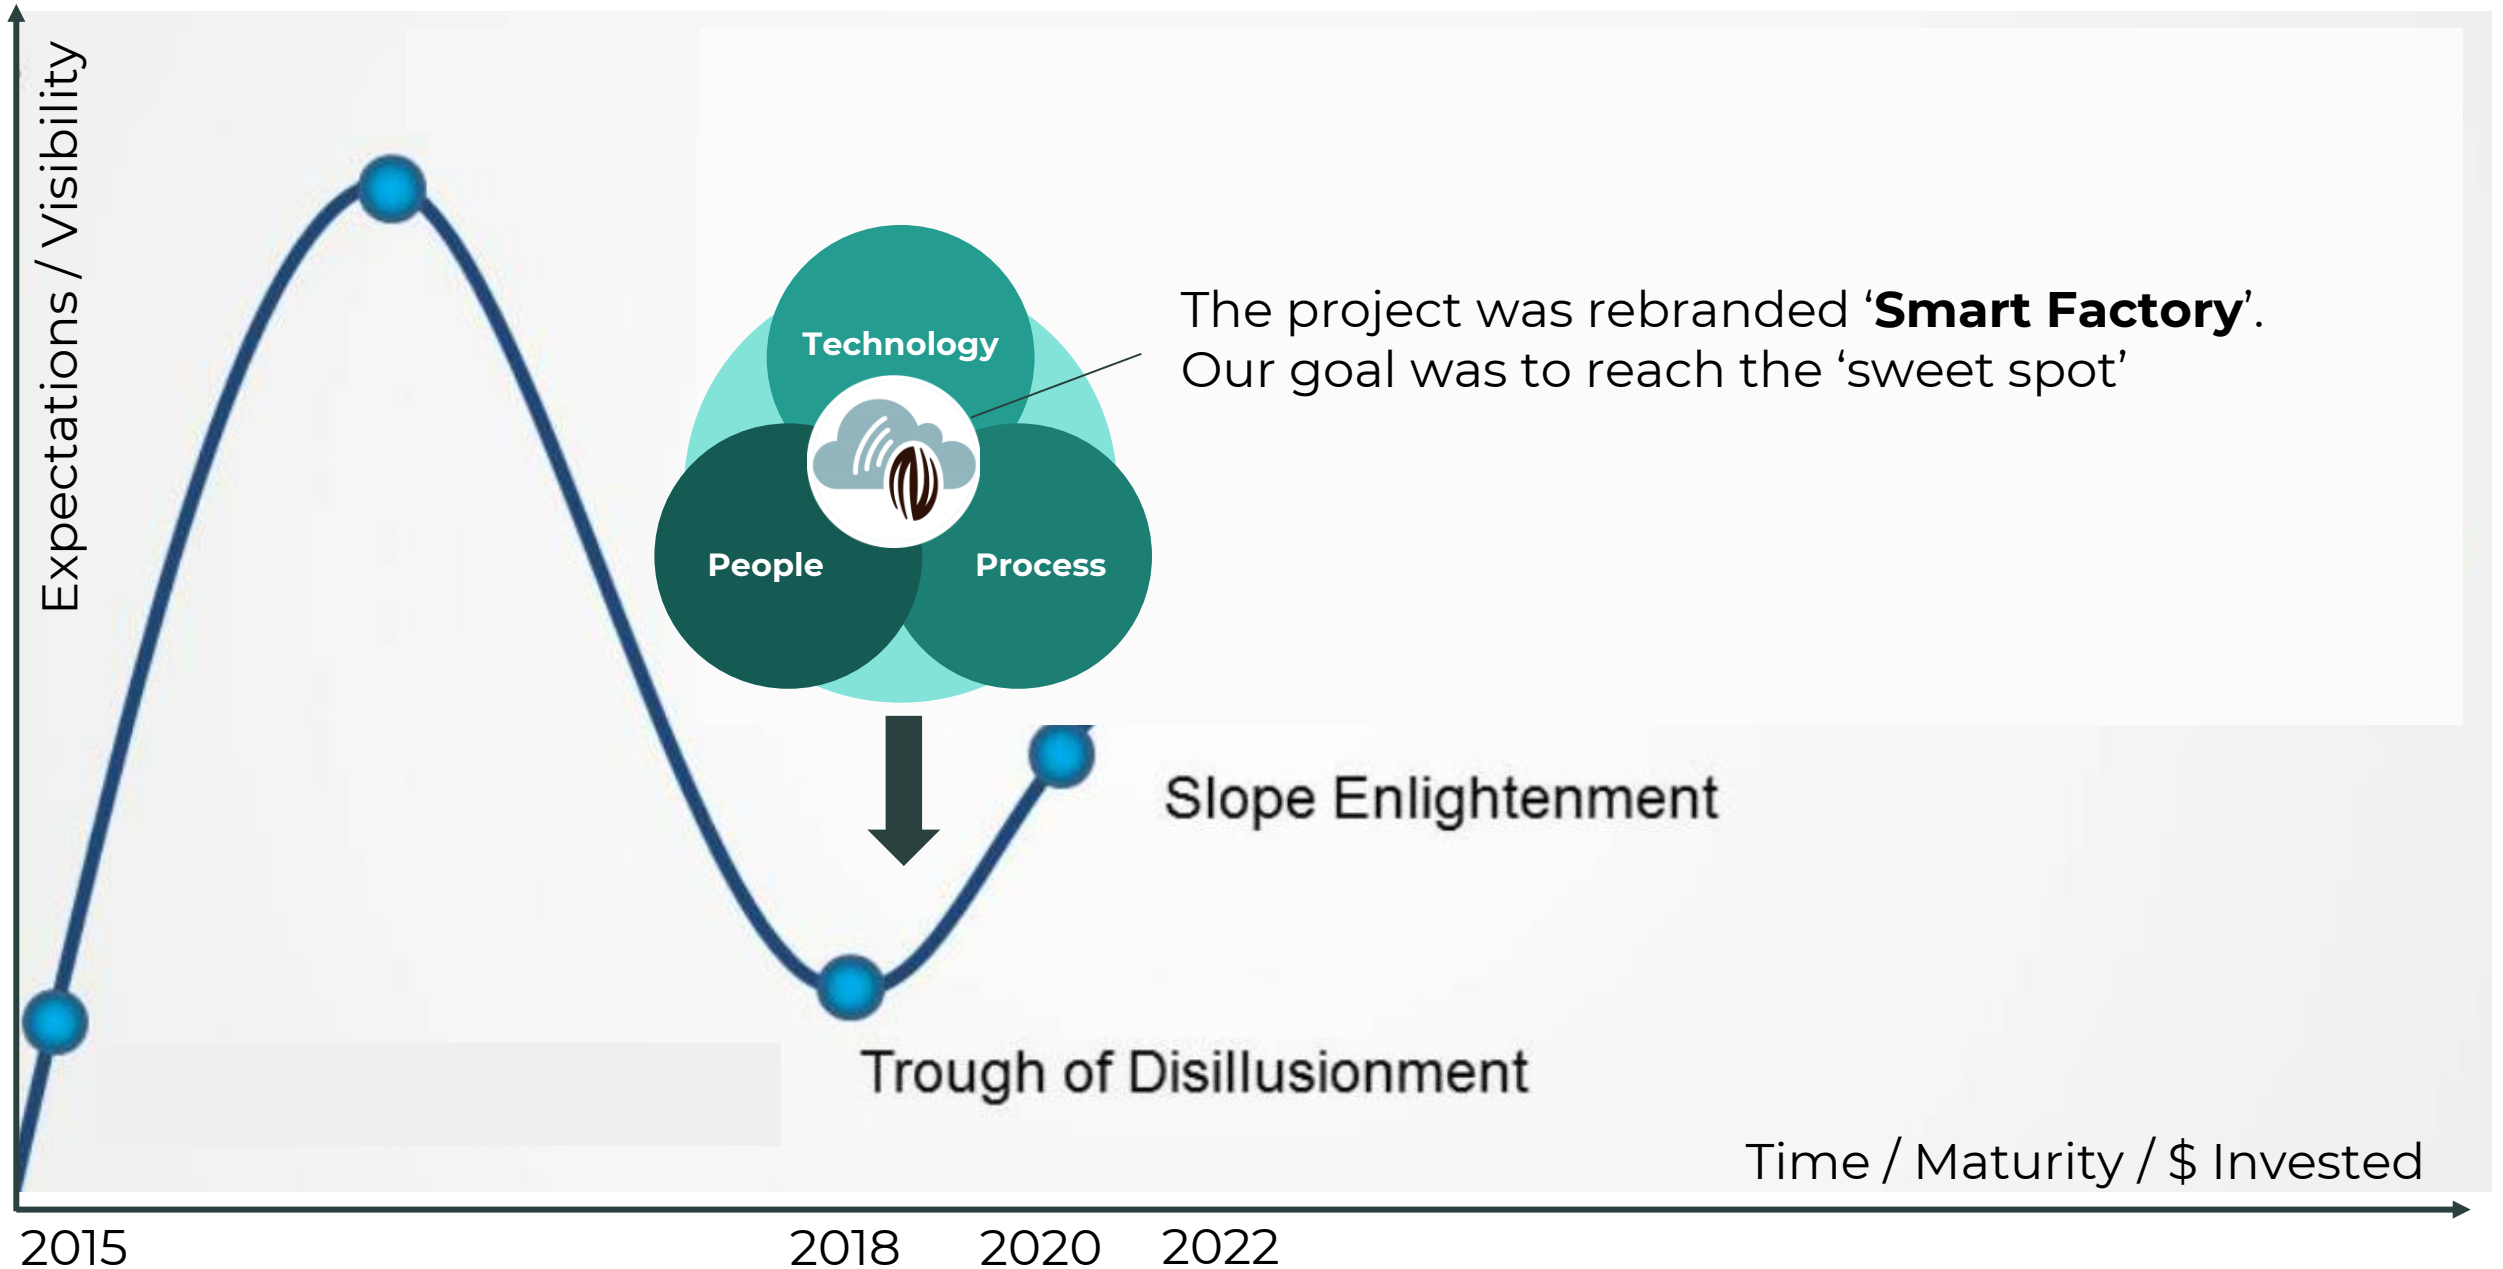 Expectations / Visibility
Technology
People
Process
The project was rebranded ‘Smart Factory’.
Our goal was to reach the ‘sweet spot’
Slope Enlightenment
Trough of Disillusionment
Time / Maturity / $ Invested
2015
2018
2020
2022